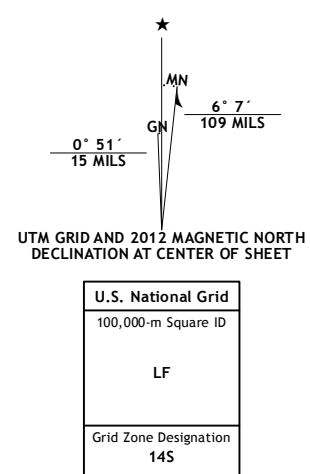 ★
MN
GN
6° 7´
109 MILS
0° 51´
15 MILS
UTM GRID AND 2012 MAGNETIC NORTH
DECLINATION AT CENTER OF SHEET
U.S. National Grid
100,000-m Square ID
LF
Grid Zone Designation
14S